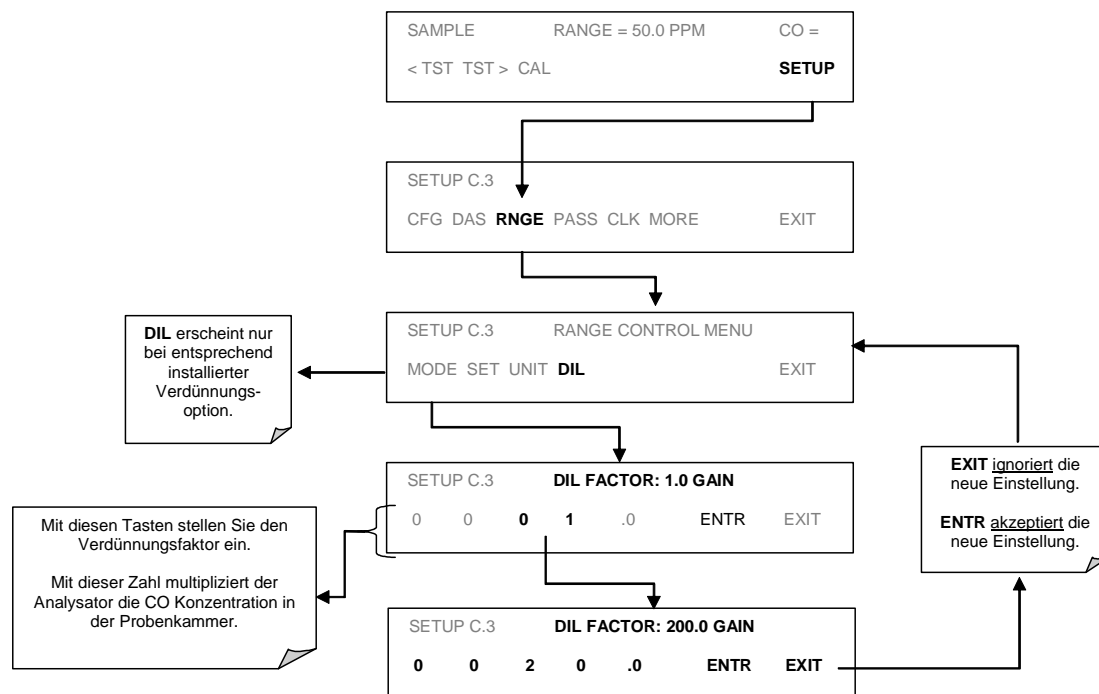 SAMPLE RANGE = 50.0 PPM CO =
< TST TST > CAL SETUP
SETUP C.3
CFG DAS RNGE PASS CLK MORE EXIT
SETUP C.3 RANGE CONTROL MENU
MODE SET UNIT DIL EXIT
DIL erscheint nur
bei entsprechend
installierter
Verdünnungs-
option.
SETUP C.3 DIL FACTOR: 1.0 GAIN
0 0 0 1 .0 ENTR EXIT
Mit diesen Tasten stellen Sie den
Verdünnungsfaktor ein.
Mit dieser Zahl multipliziert der
Analysator die CO Konzentration in
der Probenkammer.
EXIT ignoriert die
neue Einstellung.
ENTR akzeptiert die
neue Einstellung.
SETUP C.3 DIL FACTOR: 200.0 GAIN
0 0 2 0 .0 ENTR EXIT